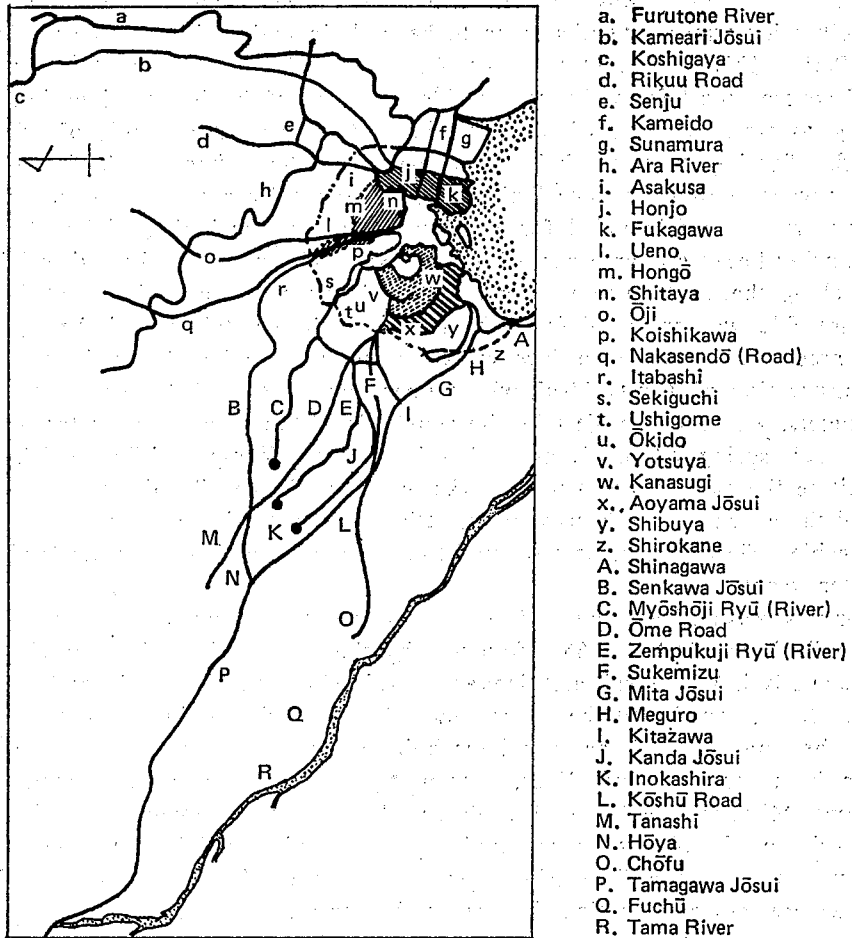 a
b
c
d
e
f
g
h
i
j
k
l
m
n
o
p
q
r
s
t
u
v
w
x
y
z
A
B
C
D
E
F
G
H
I
J
K
L
M
N
O
P
Q
R
a. Furutone River
b. Kameari Jōsui
c. Koshigaya
d. Rikuu Road
e. Senju
f. Kameido
g. Sunamura
h. Ara River
i. Asakusa
j. Honjo
k. Fukagawa
l. Ueno
m. Hongō
n. Shitaya
o. Ōji
p. Koishikawa
q. Nakasendō (Road)
r. Itabashi
s. Sekiguchi
t. Ushigome
u. Ōkido
v. Yotsuya
w. Kanasugi
x. Aoyama Jōsui
y. Shibuya
z. Shirokane
A. Shinagawa
B. Senkawa Jōsui
C. Myōshōji Ryū (River)
D. Ōme Road
E. Zempukuji Ryū (River)
F. Sukemizu
G. Mita Jōsui
H. Meguro
I. Kitazawa
J. Kanda Jōsui
K. Inokashira
L. Kōshū Road
M. Tanashi
N. Hōya
O. Chōfu
P. Tamagawa Jōsui
Q. Fuchū
R. Tama River